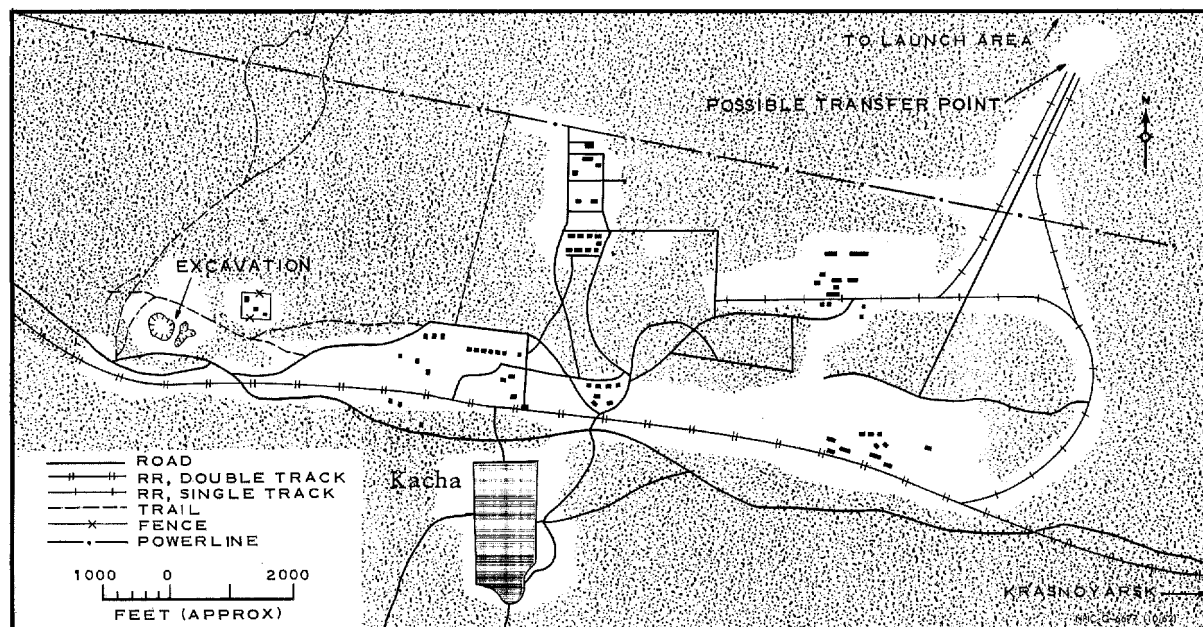 TO LAUNCH AREA
POSSIBLE TRANSFER POINT
N
EXCAVATION
Kacha
ROAD
RR, DOUBLE TRACK
RR, SINGLE TRACK
TRAIL
FENCE
POWERLINE
1000 0 2000
FEET (APPROX)
KRASNOYARSK